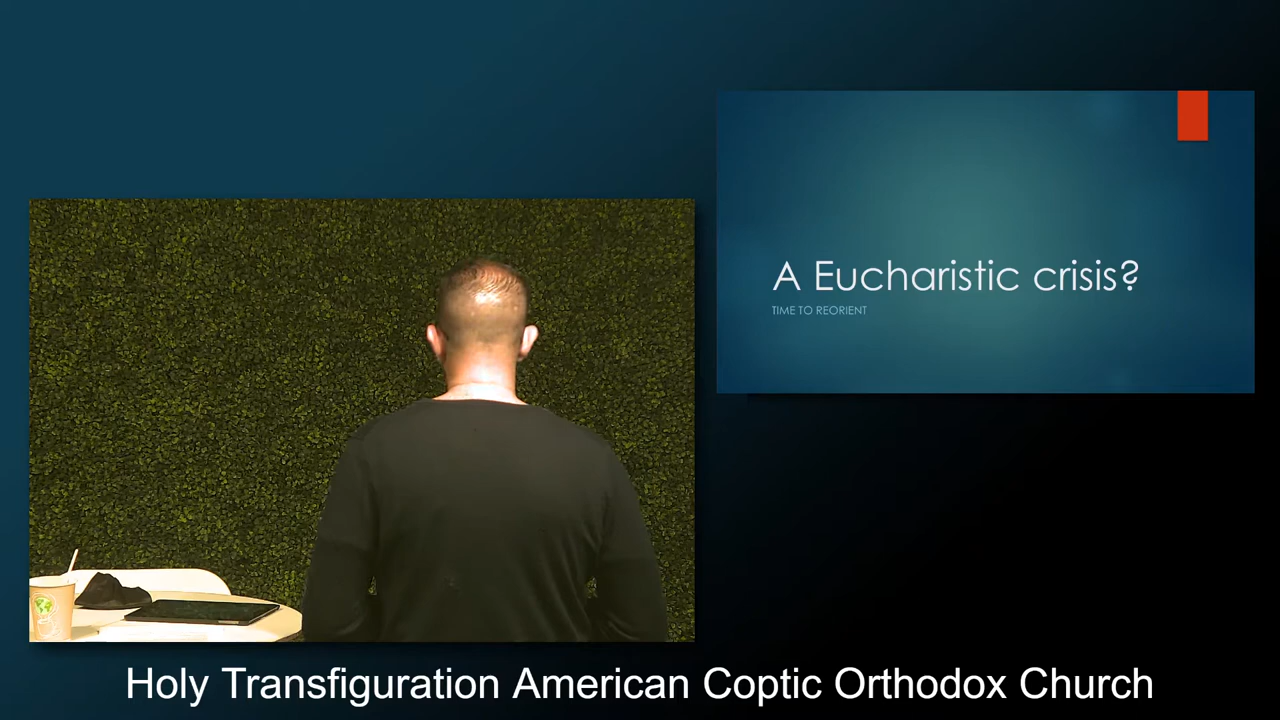 A Eucharistic crisis?
TIME TO REORIENT
Holy Transfiguration American Coptic Orthodox Church